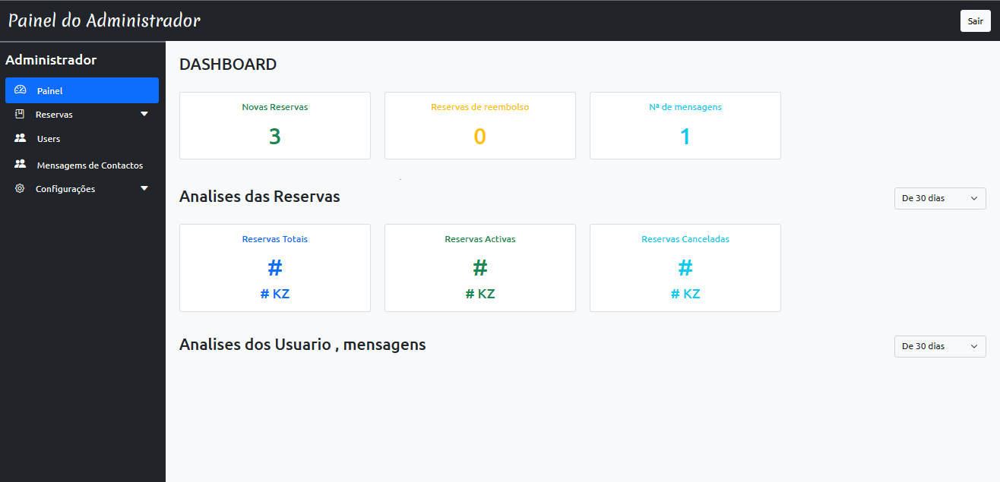 Painel do Administrador
Sair
Administrador
Painel
Reservas
Users
Mensagems de Contactos
Configurações
DASHBOARD
Novas Reservas
3
Reservas de reembolso
0
Nª de mensagens
1
Analises das Reservas
De 30 dias
Reservas Totais
#
# KZ
Reservas Activas
#
# KZ
Reservas Canceladas
#
# KZ
Analises dos Usuario , mensagens
De 30 dias